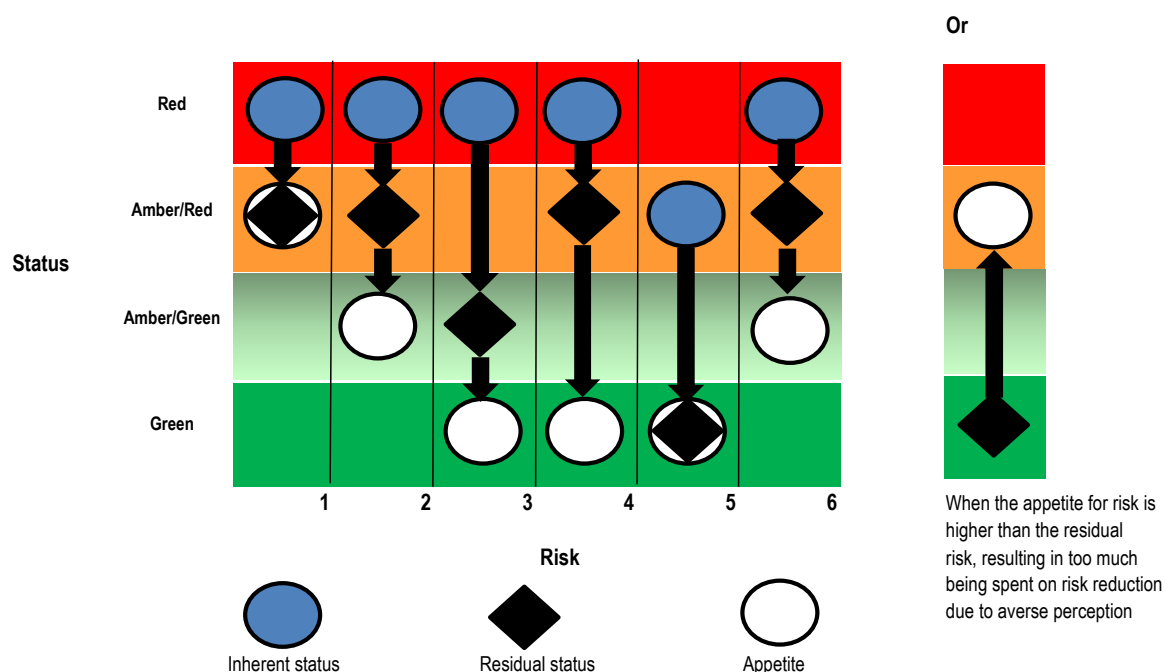 Or
Red
Amber/Red
Status
Amber/Green
Green
1 2 3 4 5 6
Risk
Inherent status Residual status Appetite
When the appetite for risk is
higher than the residual
risk, resulting in too much
being spent on risk reduction
due to averse perception